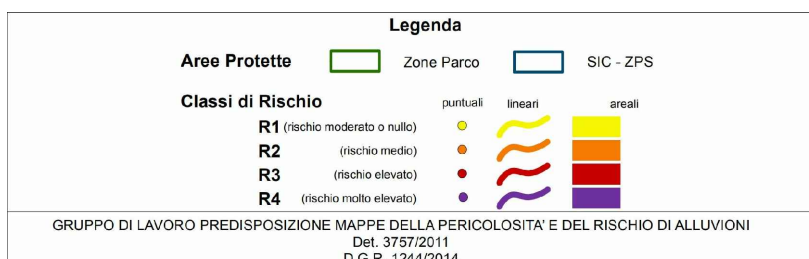 Legenda
Aree Protette Zone Parco SIC - ZPS
Classi di Rischio puntuali lineari areali
R1 (rischio moderato o nullo)
R2 (rischio medio)
R3 (rischio elevato)
R4 (rischio molto elevato)
GRUPPO DI LAVORO PREDISPOSIZIONE MAPPE DELLA PERICOLOSITA' E DEL RISCHIO DI ALLUVIONI
Det. 3757/2011
D.G.R. 1244/2014